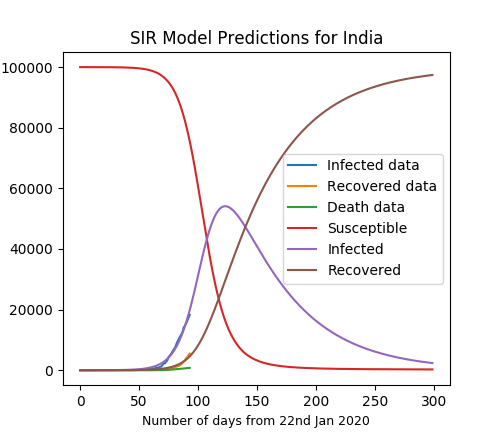 SIR Model Predictions for India
100000
80000
60000
40000
20000
0
Infected data
Recovered data
Death data
Susceptible
Infected
Recovered
0 50 100 150 200 250 300
Number of days from 22nd Jan 2020